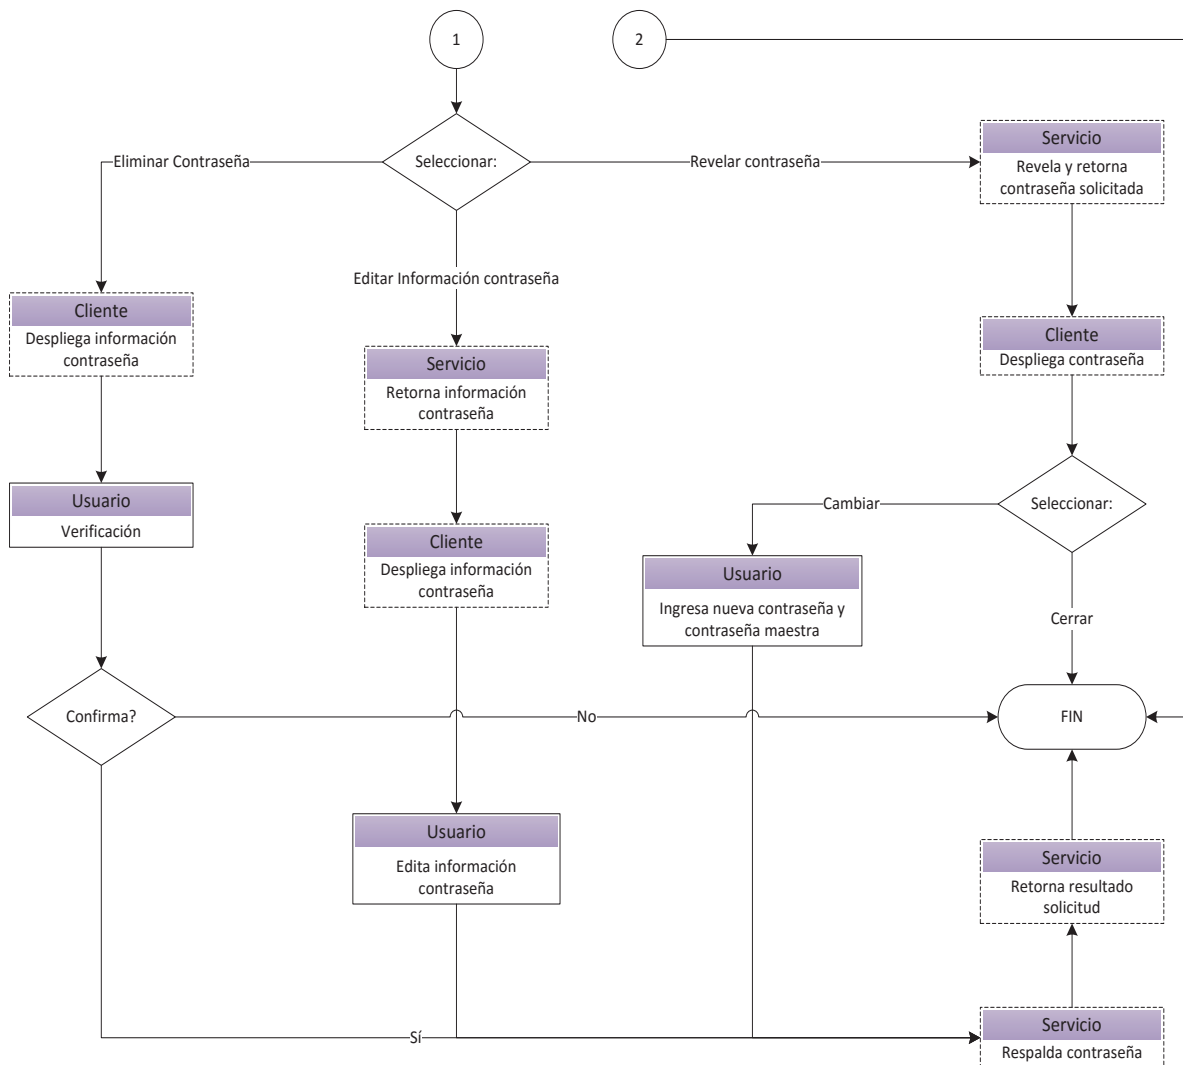 1
2
Eliminar Contraseña
Seleccionar:
Revelar contraseña
Servicio
Revela y retorna
contraseña solicitada
Editar Información contraseña
Cliente
Despliega información
contraseña
Servicio
Retorna información
contraseña
Cliente
Despliega contraseña
Usuario
Verificación
Cliente
Despliega información
contraseña
Cambiar
Seleccionar:
Usuario
Ingresa nueva contraseña y
contraseña maestra
Cerrar
Confirma?
No
FIN
Usuario
Edita información
contraseña
Servicio
Retorna resultado
solicitud
Sí
Servicio
Respalda contraseña